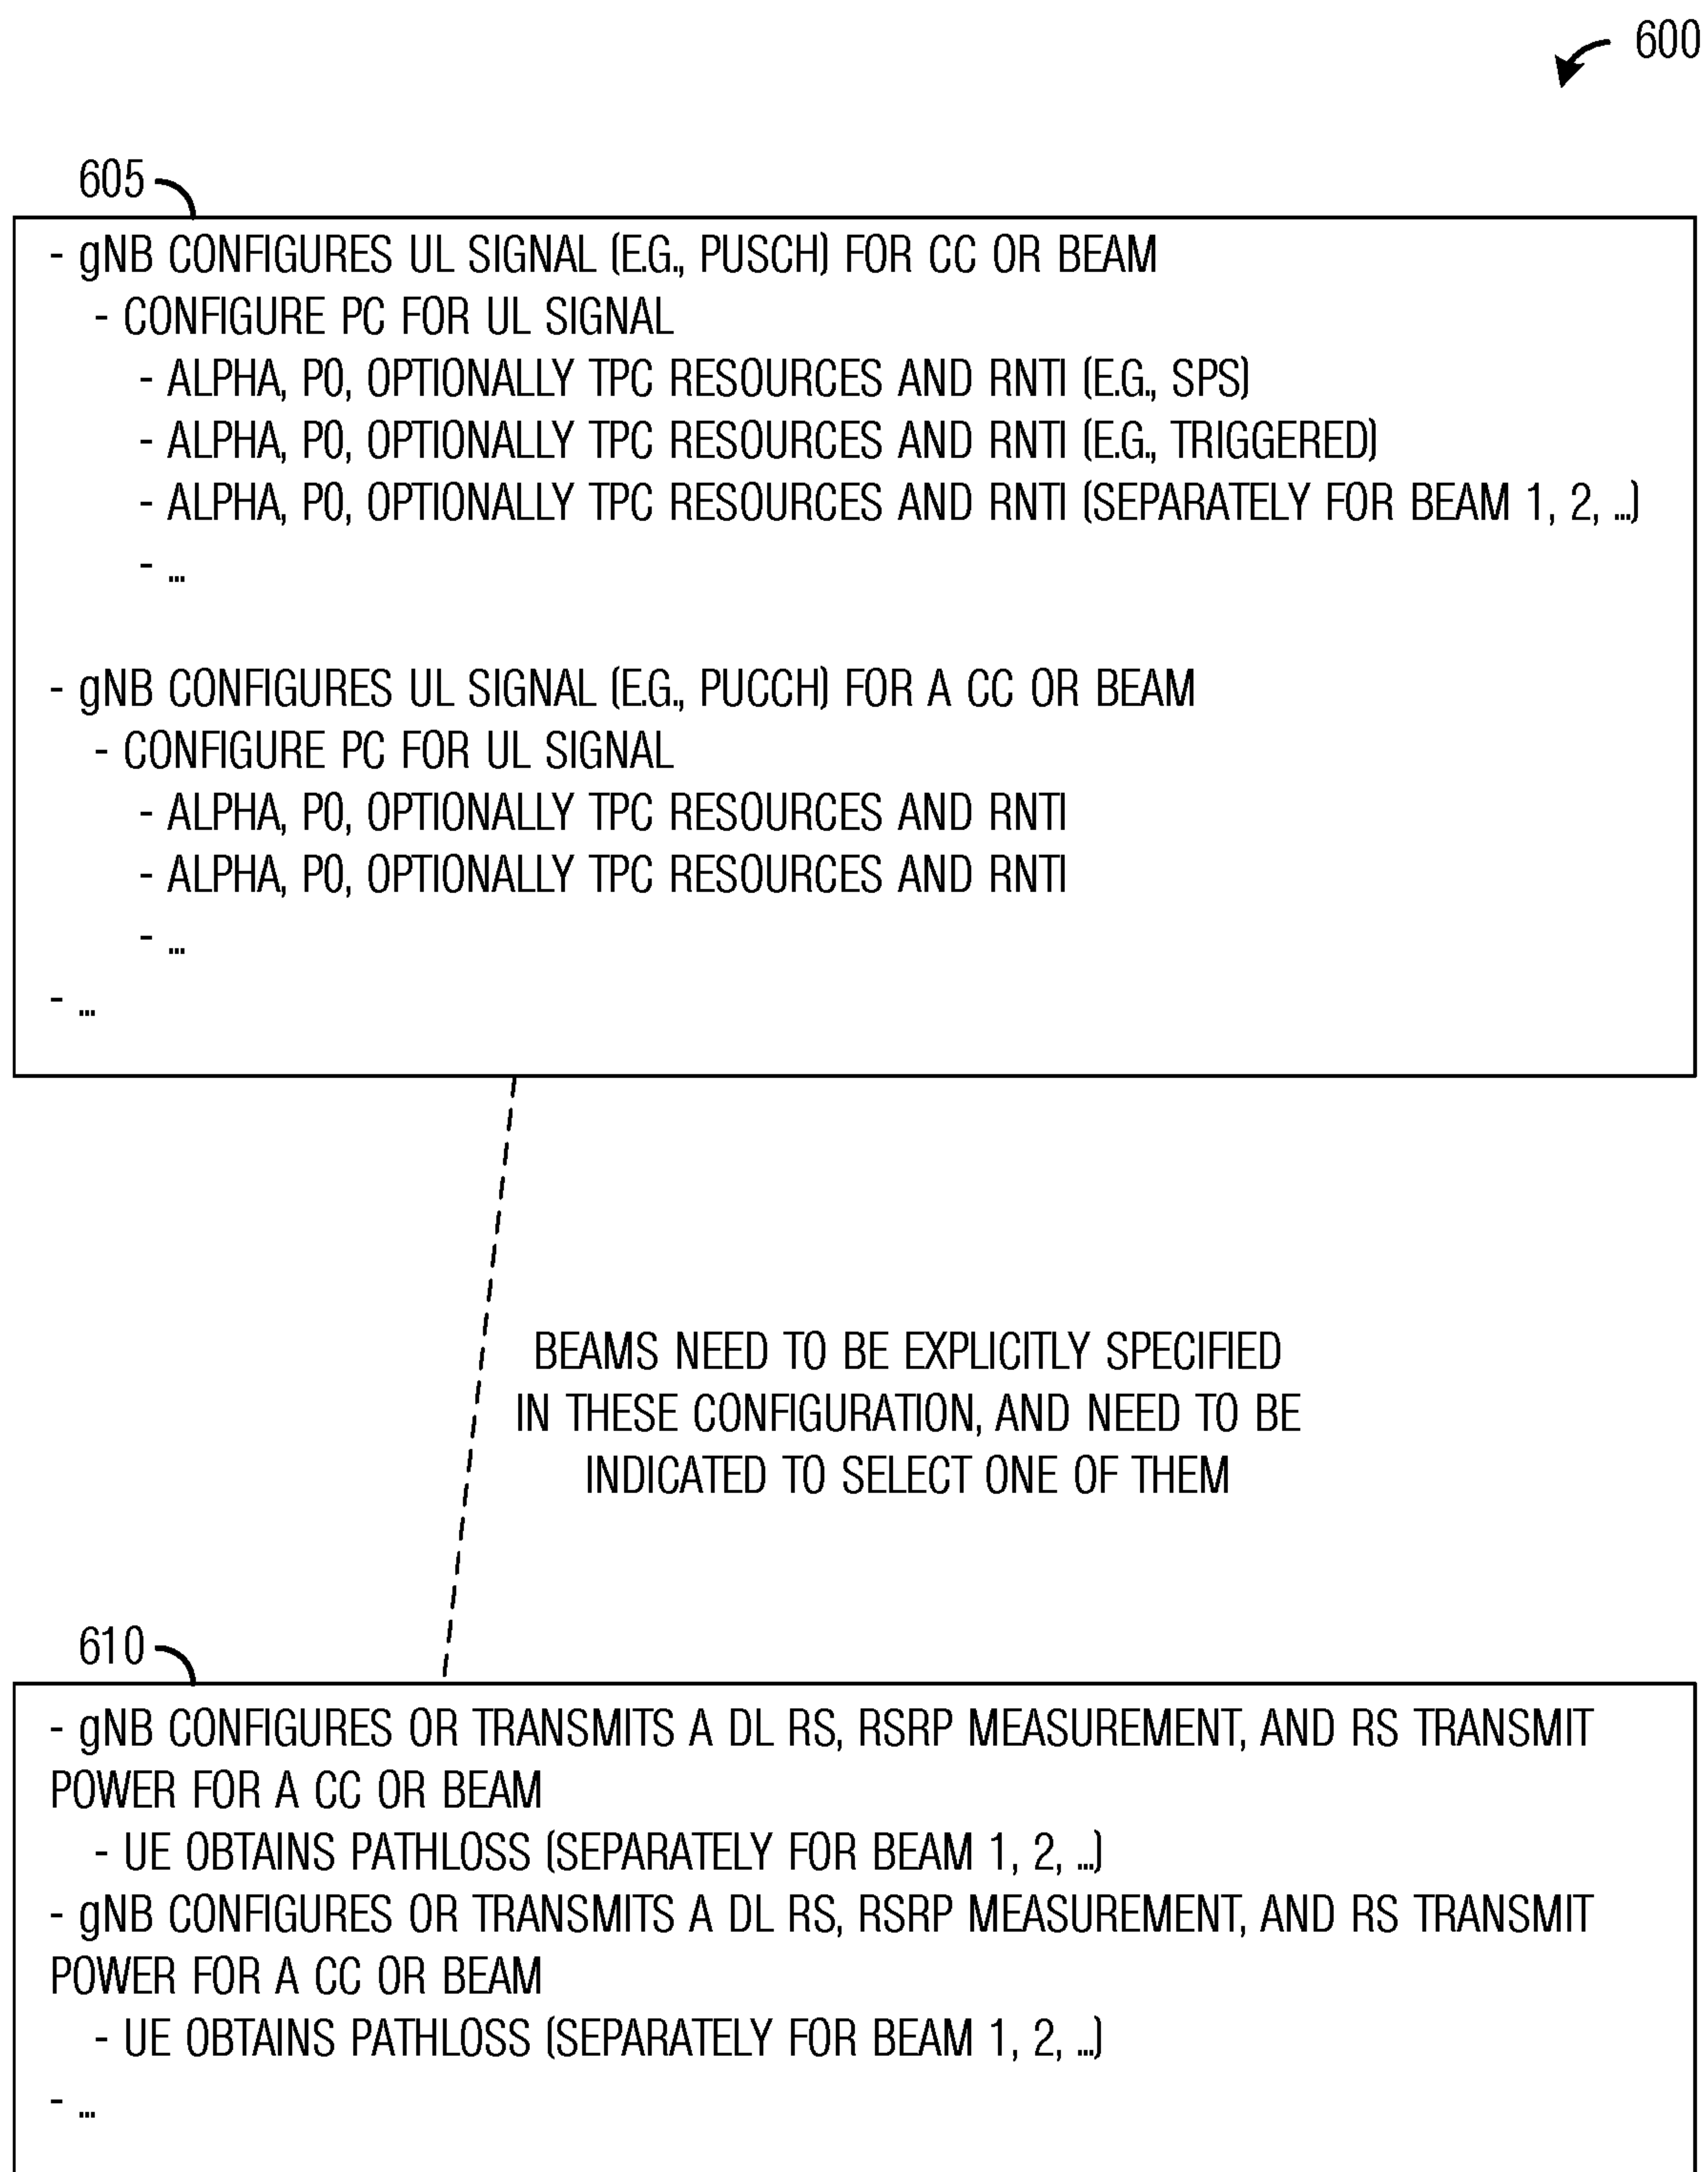 600
605
- gNB CONFIGURES UL SIGNAL (E.G., PUSCH) FOR CC OR BEAM
- CONFIGURE PC FOR UL SIGNAL
- ALPHA, P0, OPTIONALLY TPC RESOURCES AND RNTI (E.G., SPS)
- ALPHA, P0, OPTIONALLY TPC RESOURCES AND RNTI (E.G., TRIGGERED)
- ALPHA, P0, OPTIONALLY TPC RESOURCES AND RNTI (SEPARATELY FOR BEAM 1, 2, ...)
- ...
- gNB CONFIGURES UL SIGNAL (E.G., PUCCH) FOR A CC OR BEAM
- CONFIGURE PC FOR UL SIGNAL
- ALPHA, P0, OPTIONALLY TPC RESOURCES AND RNTI
- ALPHA, P0, OPTIONALLY TPC RESOURCES AND RNTI
- ...
- ...
BEAMS NEED TO BE EXPLICITLY SPECIFIED
IN THESE CONFIGURATION, AND NEED TO BE
INDICATED TO SELECT ONE OF THEM
610
- gNB CONFIGURES OR TRANSMITS A DL RS, RSRP MEASUREMENT, AND RS TRANSMIT
POWER FOR A CC OR BEAM
- UE OBTAINS PATHLOSS (SEPARATELY FOR BEAM 1, 2, ...)
- gNB CONFIGURES OR TRANSMITS A DL RS, RSRP MEASUREMENT, AND RS TRANSMIT
POWER FOR A CC OR BEAM
- UE OBTAINS PATHLOSS (SEPARATELY FOR BEAM 1, 2, ...)
- ...